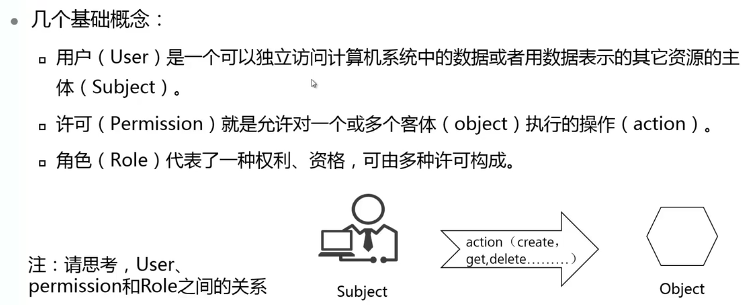 几个基础概念：
用户（User）是一个可以独立访问计算机系统中的数据或者用数据表示的其它资源的主
体（Subject）。
许可（Permission）就是允许对一个或多个客体（object）执行的操作（action）。
角色（Role）代表了一种权利、资格，可由多种许可构成。
action（create，
get,delete………）
注：请思考，User、
permission和Role之间的关系
Subject
Object